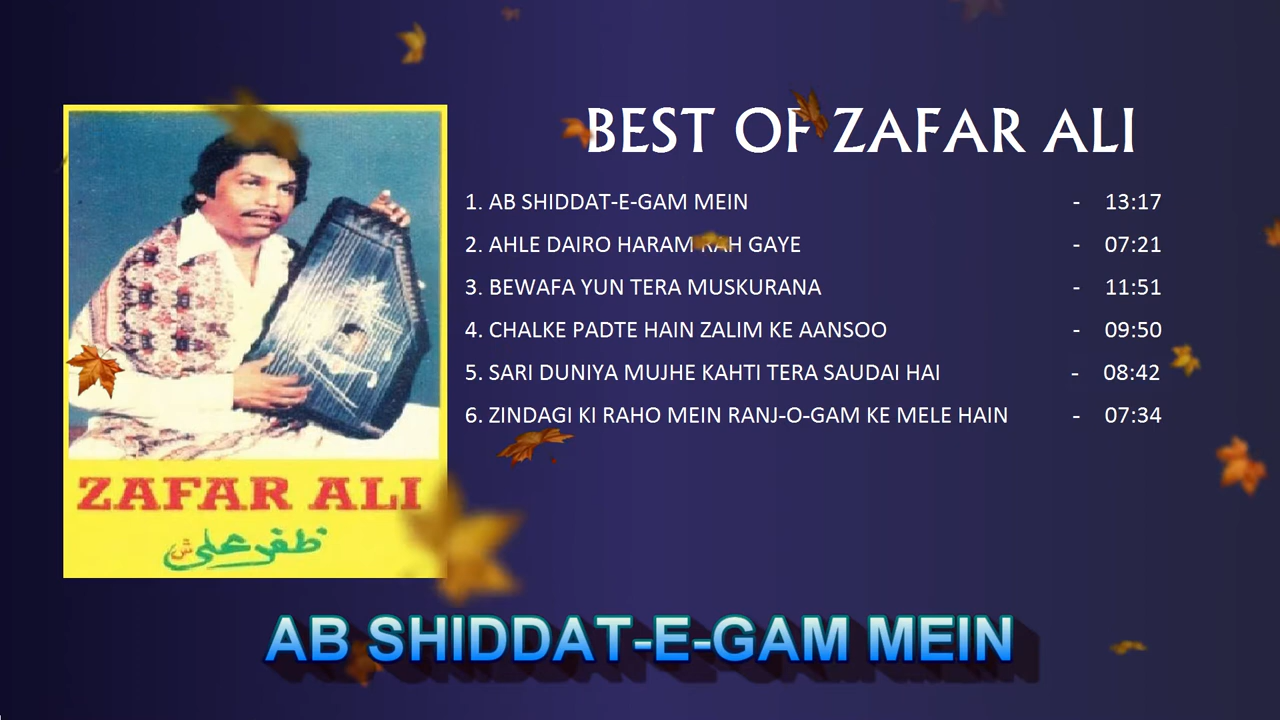 BEST OF ZAFAR ALI
1. AB SHIDDAT-E-GAM MEIN - 13:17
2. AHLE DAIRO HARAM RAH GAYE - 07:21
3. BEWAFA YUN TERA MUSKURANA - 11:51
4. CHALKE PADTE HAIN ZALIM KE AANSOO - 09:50
5. SARI DUNIYA MUJHE KAHTI TERA SAUDAI HAI - 08:42
6. ZINDAGI KI RAHO MEIN RANJ-O-GAM KE MELE HAIN - 07:34
ZAFAR ALI
ظفر علی
AB SHIDDAT-E-GAM MEIN